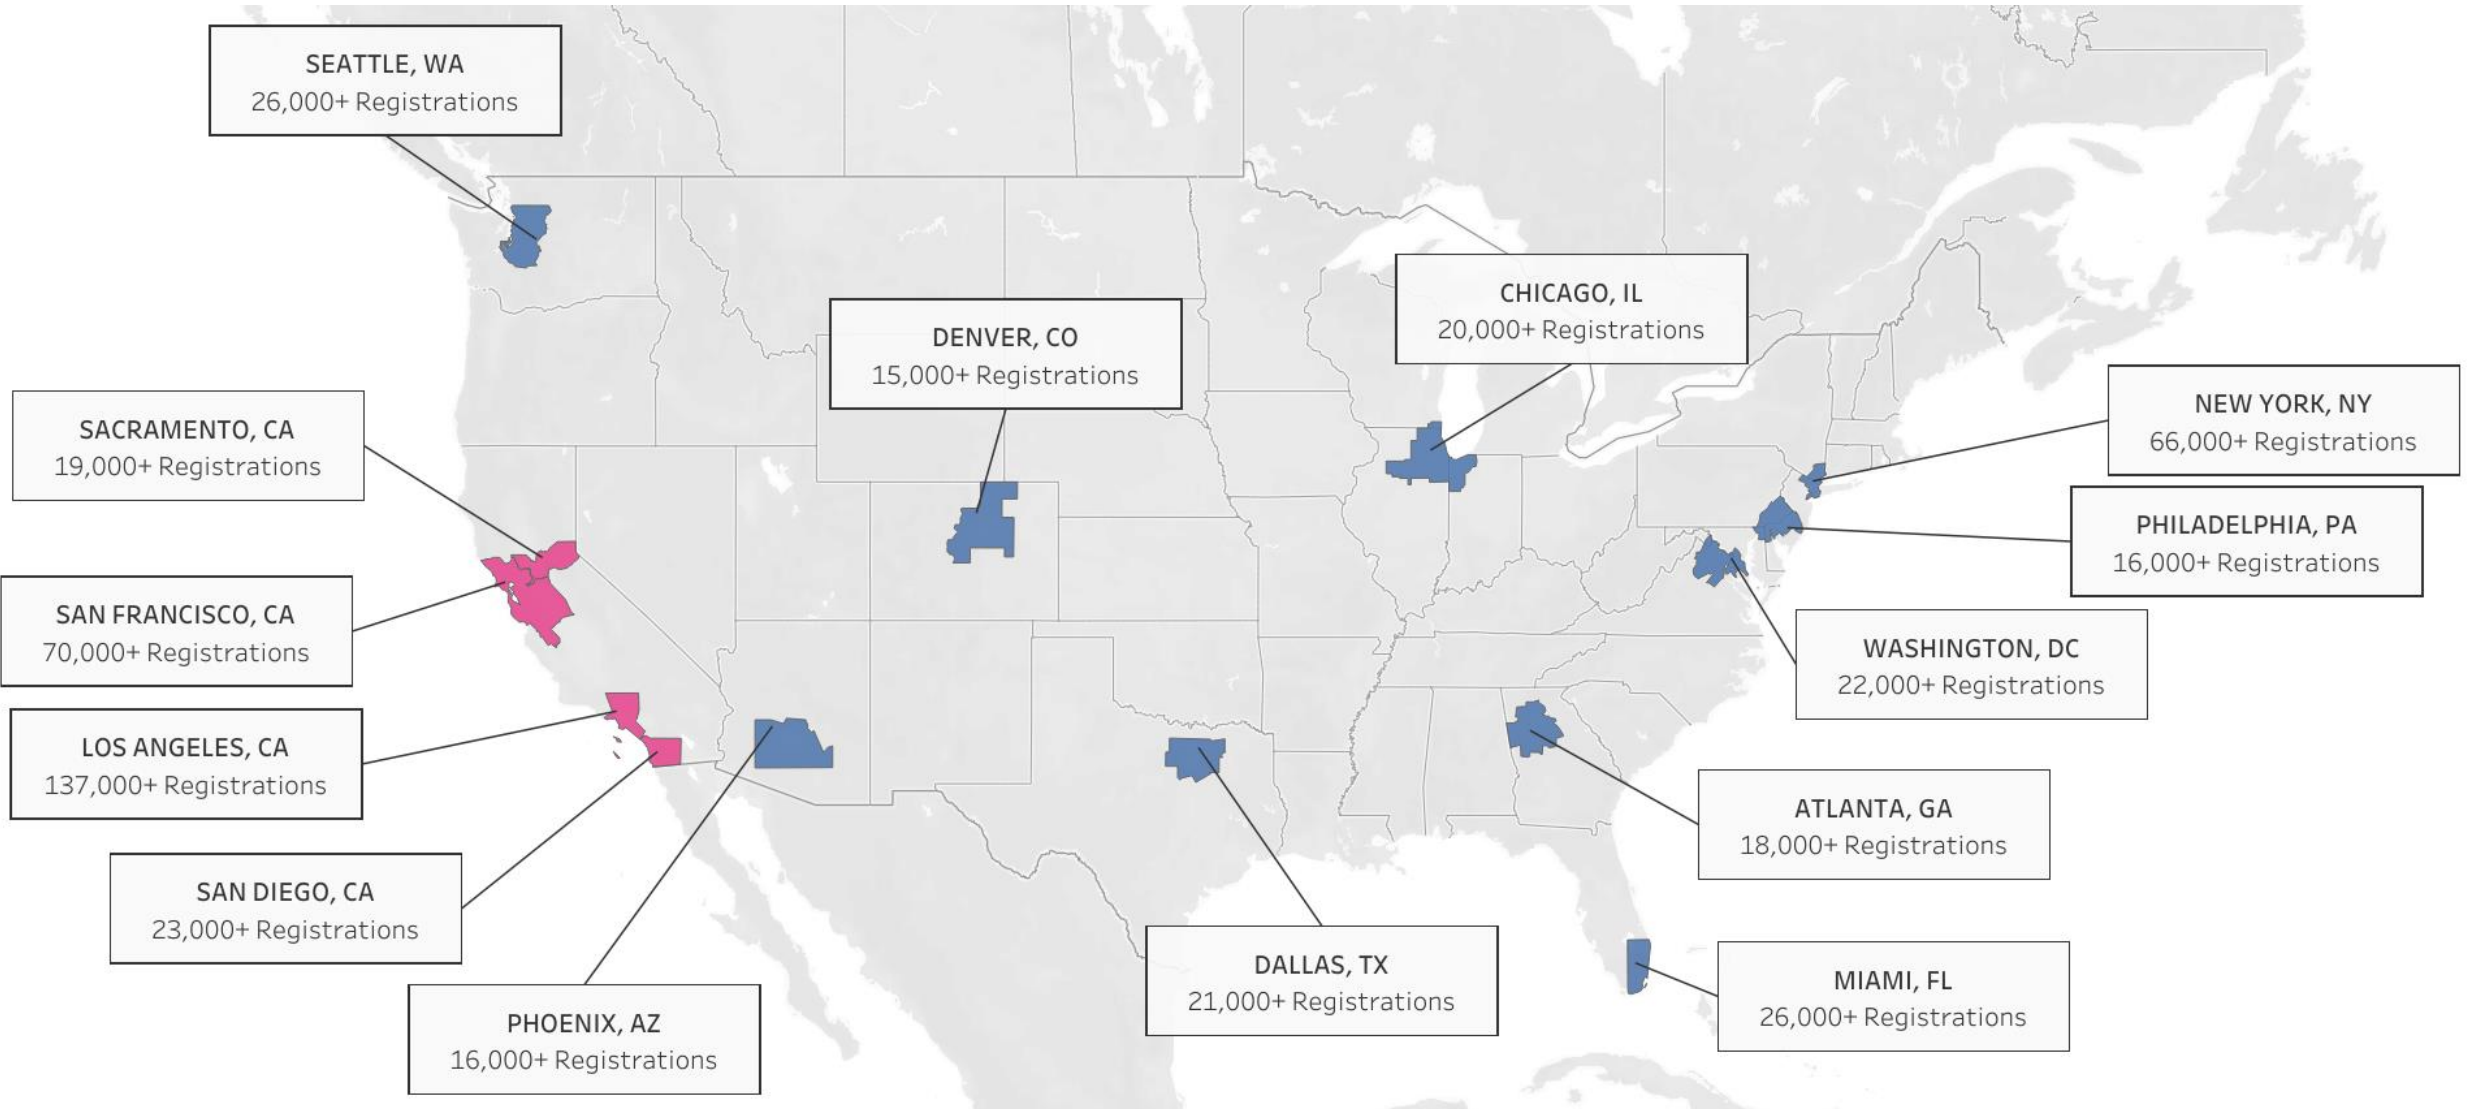 SEATTLE, WA
26,000+ Registrations
CHICAGO, IL
20,000+ Registrations
DENVER, CO
15,000+ Registrations
NEW YORK, NY
66,000+ Registrations
SACRAMENTO, CA
19,000+ Registrations
PHILADELPHIA, PA
16,000+ Registrations
SAN FRANCISCO, CA
70,000+ Registrations
WASHINGTON, DC
22,000+ Registrations
LOS ANGELES, CA
137,000+ Registrations
ATLANTA, GA
18,000+ Registrations
SAN DIEGO, CA
23,000+ Registrations
DALLAS, TX
21,000+ Registrations
MIAMI, FL
26,000+ Registrations
PHOENIX, AZ
16,000+ Registrations